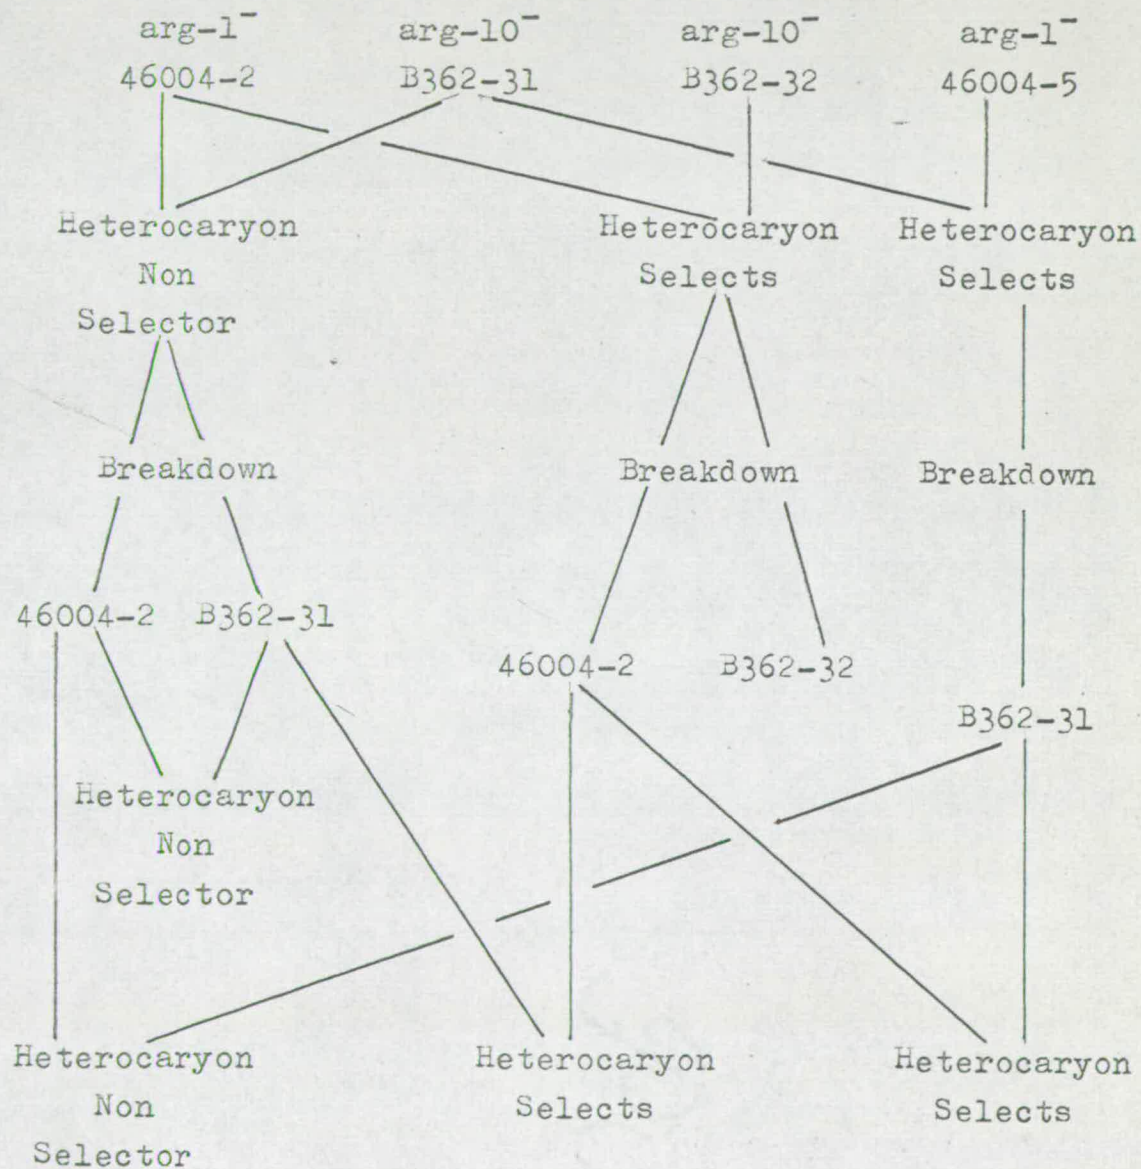 arg-1⁻ arg-10⁻ arg-10⁻ arg-1⁻
46004-2 B362-31 B362-32 46004-5
Heterocaryon Heterocaryon Heterocaryon
Non Selects Selects
Selector
Breakdown Breakdown Breakdown
46004-2 B362-31
46004-2 B362-32
B362-31
Heterocaryon
Non
Selector
Heterocaryon Heterocaryon Heterocaryon
Non Selects Selects
Selector